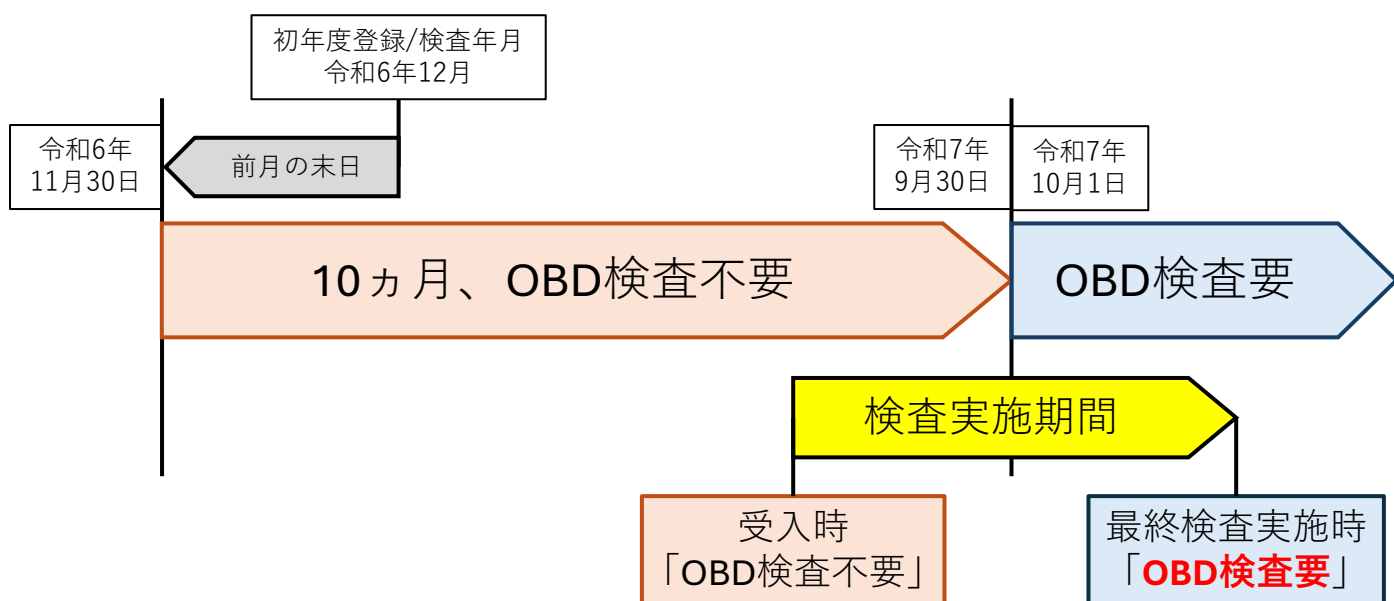 初年度登録/検査年月
令和6年12月
令和6年
11月30日
前月の末日
令和7年
9月30日
令和7年
10月1日
10ヵ月、OBD検査不要
OBD検査要
検査実施期間
受入時
「OBD検査不要」
最終検査実施時
「OBD検査要」